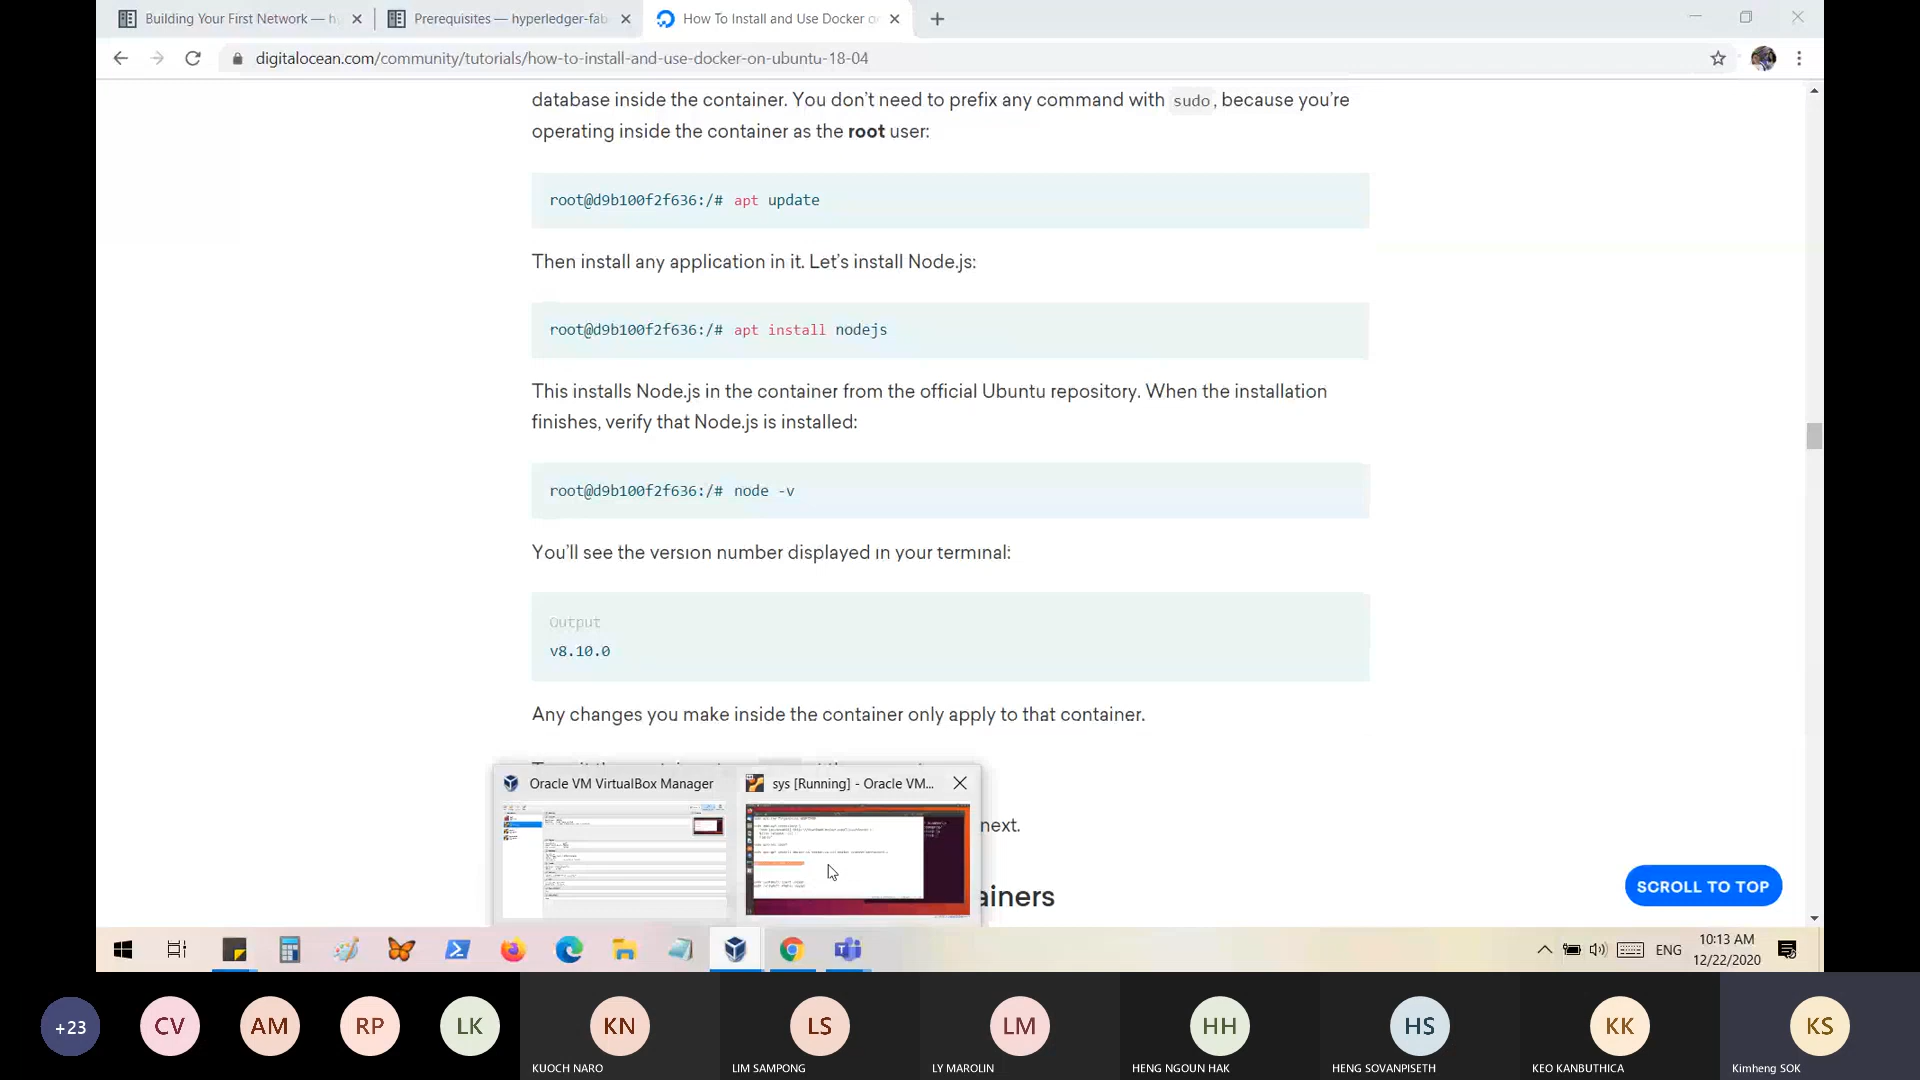 Building Your First Network — h
Prerequisites — hyperledger-fab
How To Install and Use Docker o
digitalocean.com/community/tutorials/how-to-install-and-use-docker-on-ubuntu-18-04
database inside the container. You don't need to prefix any command with sudo, because you're
operating inside the container as the root user:
root@d9b100f2f636:/# apt update
Then install any application in it. Let's install Node.js:
root@d9b100f2f636:/# apt install nodejs
This installs Node.js in the container from the official Ubuntu repository. When the installation
finishes, verify that Node.js is installed:
root@d9b100f2f636:/# node -v
You'll see the version number displayed in your terminal:
Output
v8.10.0
Any changes you make inside the container only apply to that container.
Oracle VM VirtualBox Manager
sys [Running] - Oracle VM...
next.
ainers
SCROLL TO TOP
ENG
10:13 AM
12/22/2020
+23
CV
AM
RP
LK
KN
KUOCH NARO
LS
LIM SAMPONG
LM
LY MAROLIN
HH
HENG NGOUN HAK
HS
HENG SOVANPISETH
KK
KEO KANBUTHICA
KS
Kimheng SOK